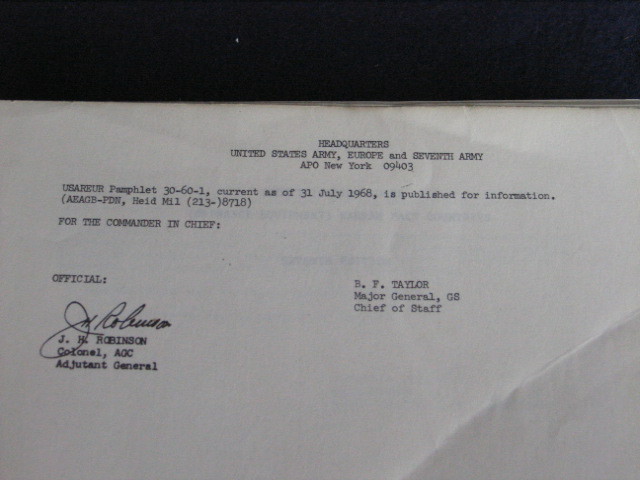 HEADQUARTERS
UNITED STATES ARMY, EUROPE and SEVENTH ARMY
APO New York 09403
USAREUR Pamphlet 30-60-1, current as of 31 July 1968, is published for information.
(AEAGB-PDN, Heid Mil (213-)8718)
FOR THE COMMANDER IN CHIEF:
OFFICIAL:
B. F. TAYLOR
Major General, GS
Chief of Staff
J H Robinson
J. H. ROBINSON
Colonel, AGC
Adjutant General